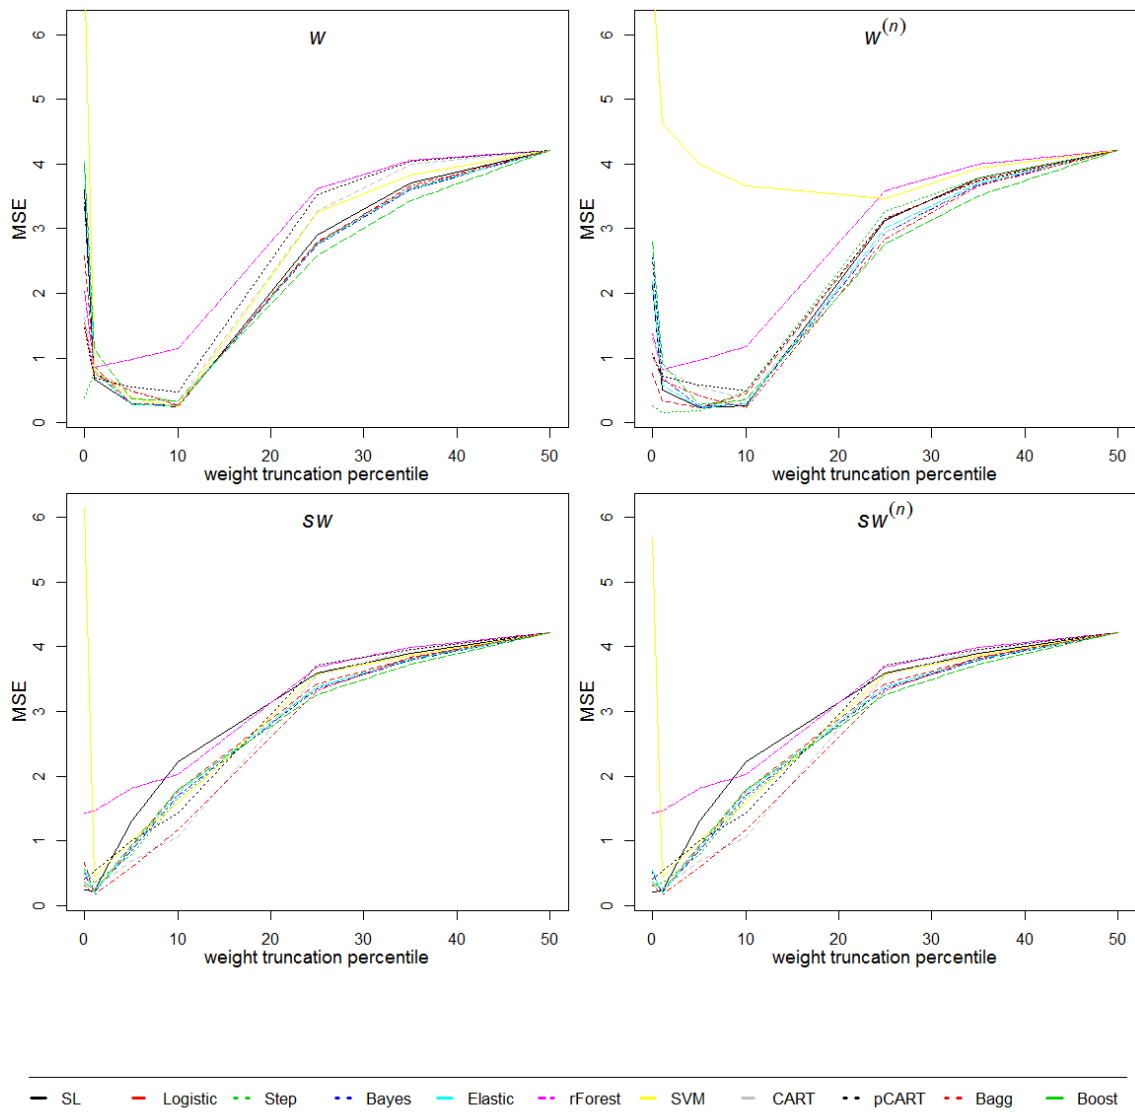 w
w(n)
MSE
6
5
4
3
2
1
0
0 10 20 30 40 50
weight truncation percentile
MSE
6
5
4
3
2
1
0
0 10 20 30 40 50
weight truncation percentile
sw
sw(n)
MSE
6
5
4
3
2
1
0
0 10 20 30 40 50
weight truncation percentile
MSE
6
5
4
3
2
1
0
0 10 20 30 40 50
weight truncation percentile
SL Logistic Step Bayes Elastic rForest SVM CART pCART Bagg Boost